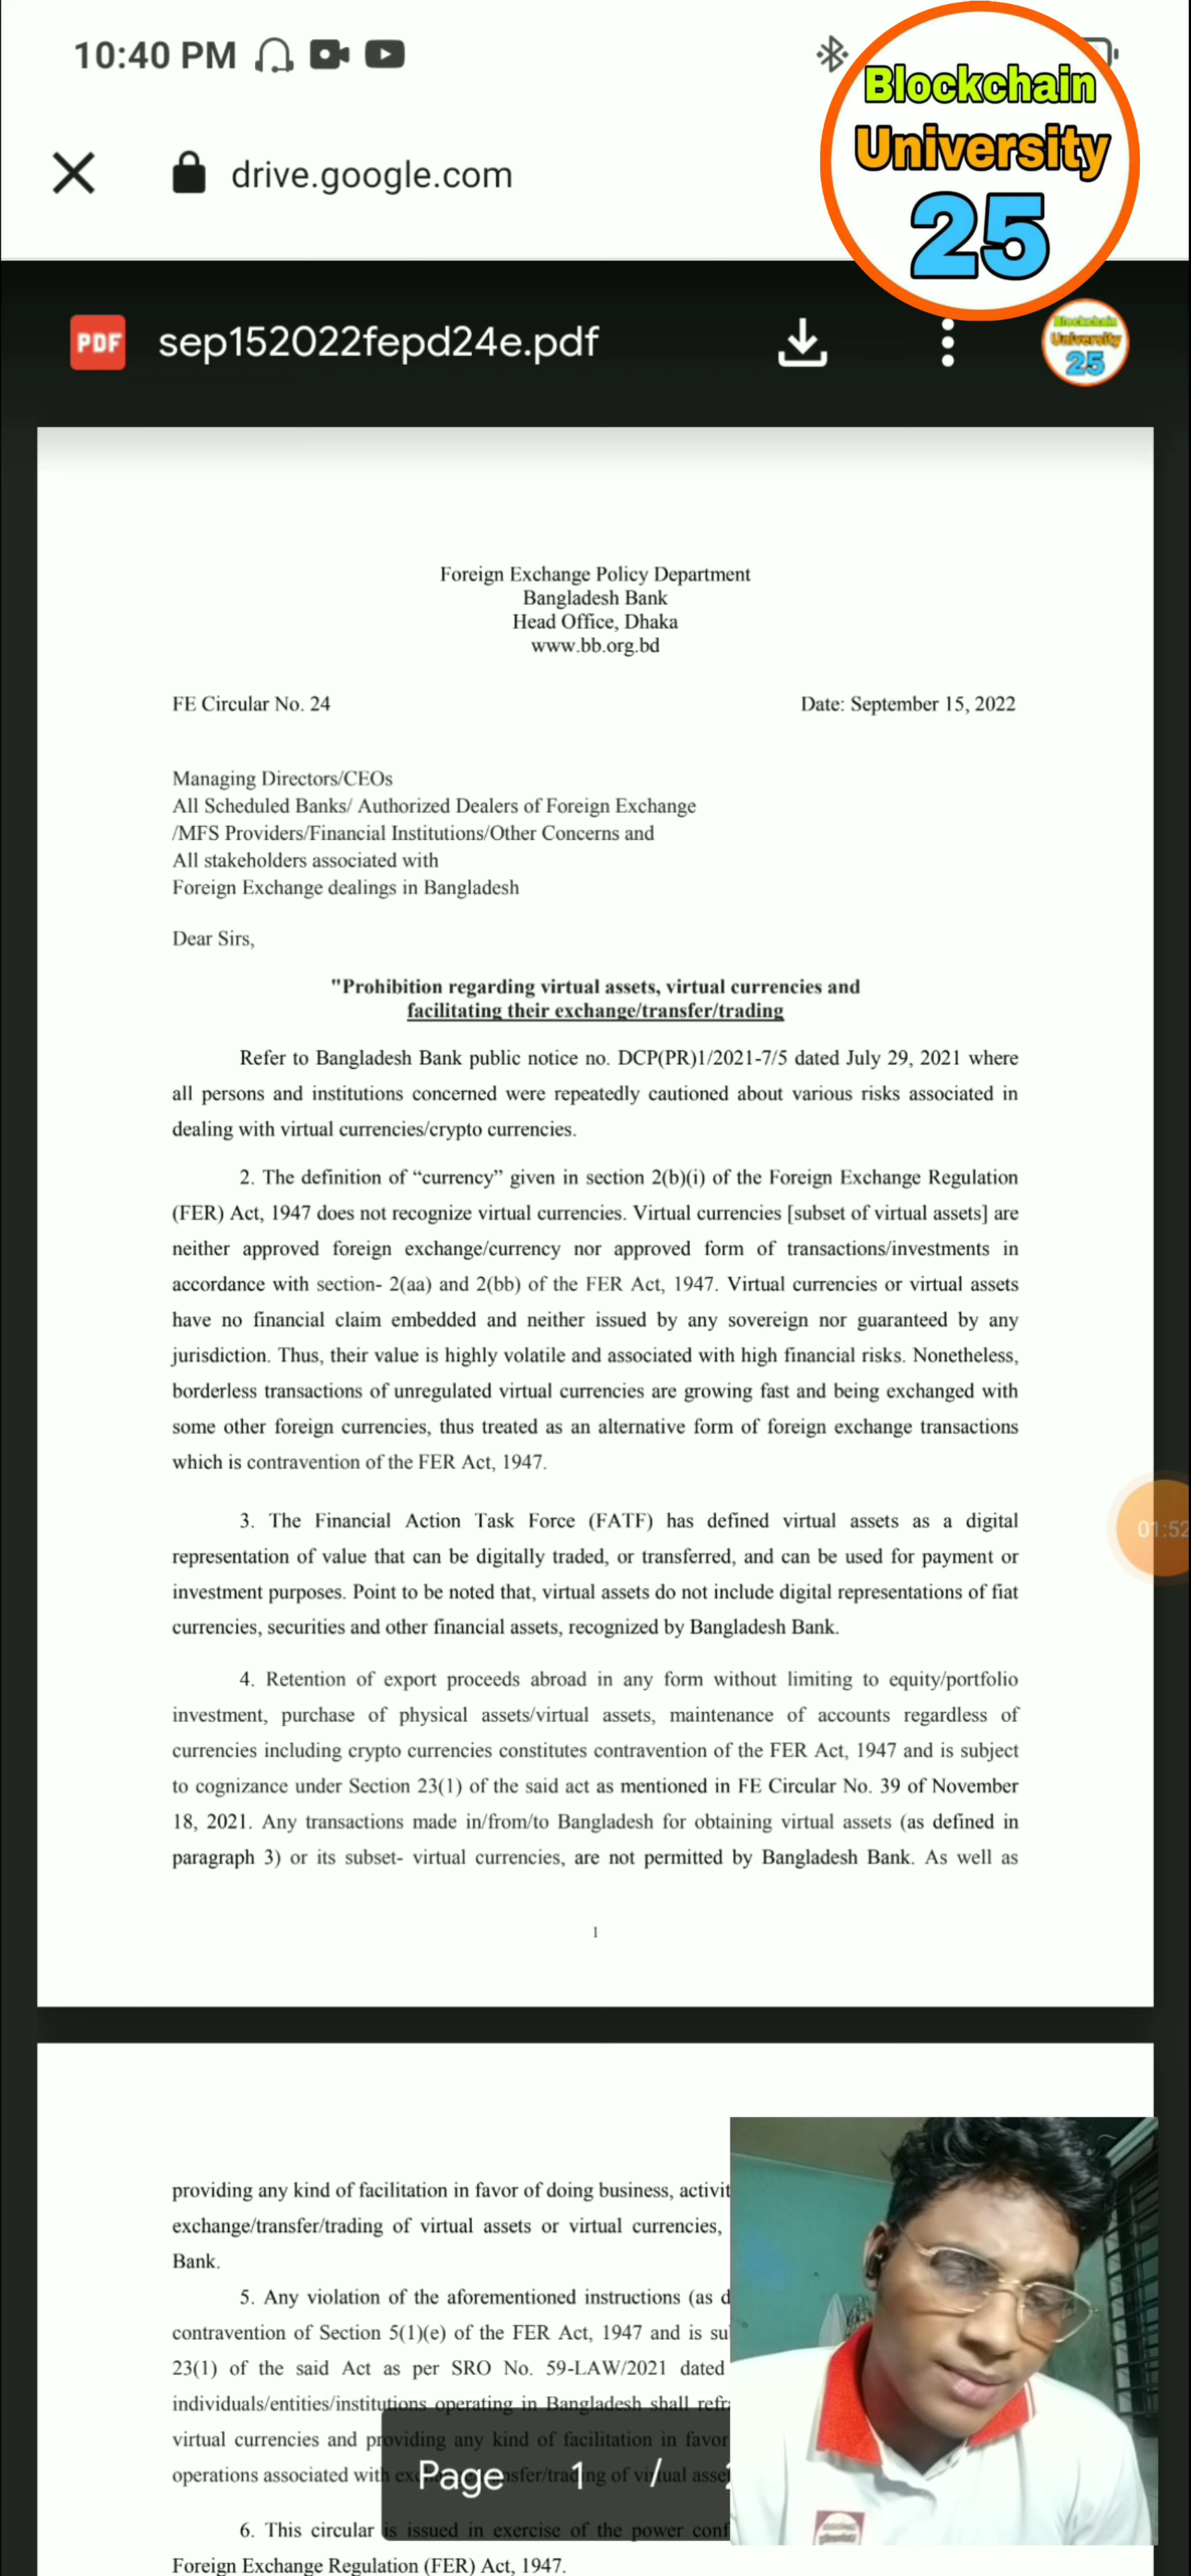 10:40 PM
Blockchain
University
25
drive.google.com
PDF
sep152022fepd24e.pdf
Blockchain
University
25
Foreign Exchange Policy Department
Bangladesh Bank
Head Office, Dhaka
www.bb.org.bd
FE Circular No. 24 Date: September 15, 2022
Managing Directors/CEOs
All Scheduled Banks/ Authorized Dealers of Foreign Exchange
/MFS Providers/Financial Institutions/Other Concerns and
All stakeholders associated with
Foreign Exchange dealings in Bangladesh
Dear Sirs,
"Prohibition regarding virtual assets, virtual currencies and
facilitating their exchange/transfer/trading
Refer to Bangladesh Bank public notice no. DCP(PR)1/2021-7/5 dated July 29, 2021 where
all persons and institutions concerned were repeatedly cautioned about various risks associated in
dealing with virtual currencies/crypto currencies.
2. The definition of “currency” given in section 2(b)(i) of the Foreign Exchange Regulation
(FER) Act, 1947 does not recognize virtual currencies. Virtual currencies [subset of virtual assets] are
neither approved foreign exchange/currency nor approved form of transactions/investments in
accordance with section- 2(aa) and 2(bb) of the FER Act, 1947. Virtual currencies or virtual assets
have no financial claim embedded and neither issued by any sovereign nor guaranteed by any
jurisdiction. Thus, their value is highly volatile and associated with high financial risks. Nonetheless,
borderless transactions of unregulated virtual currencies are growing fast and being exchanged with
some other foreign currencies, thus treated as an alternative form of foreign exchange transactions
which is contravention of the FER Act, 1947.
3. The Financial Action Task Force (FATF) has defined virtual assets as a digital
representation of value that can be digitally traded, or transferred, and can be used for payment or
investment purposes. Point to be noted that, virtual assets do not include digital representations of fiat
currencies, securities and other financial assets, recognized by Bangladesh Bank.
01:52
4. Retention of export proceeds abroad in any form without limiting to equity/portfolio
investment, purchase of physical assets/virtual assets, maintenance of accounts regardless of
currencies including crypto currencies constitutes contravention of the FER Act, 1947 and is subject
to cognizance under Section 23(1) of the said act as mentioned in FE Circular No. 39 of November
18, 2021. Any transactions made in/from/to Bangladesh for obtaining virtual assets (as defined in
paragraph 3) or its subset- virtual currencies, are not permitted by Bangladesh Bank. As well as
1
providing any kind of facilitation in favor of doing business, activit
exchange/transfer/trading of virtual assets or virtual currencies,
Bank.
5. Any violation of the aforementioned instructions (as d
contravention of Section 5(1)(e) of the FER Act, 1947 and is su
23(1) of the said Act as per SRO No. 59-LAW/2021 dated
individuals/entities/institutions operating in Bangladesh shall refr
virtual currencies and providing any kind of facilitation in favor
operations associated with nsfer/trading of virtual asse
Page 1 /
6. This circular is issued in exercise of the power conf
Foreign Exchange Regulation (FER) Act, 1947.